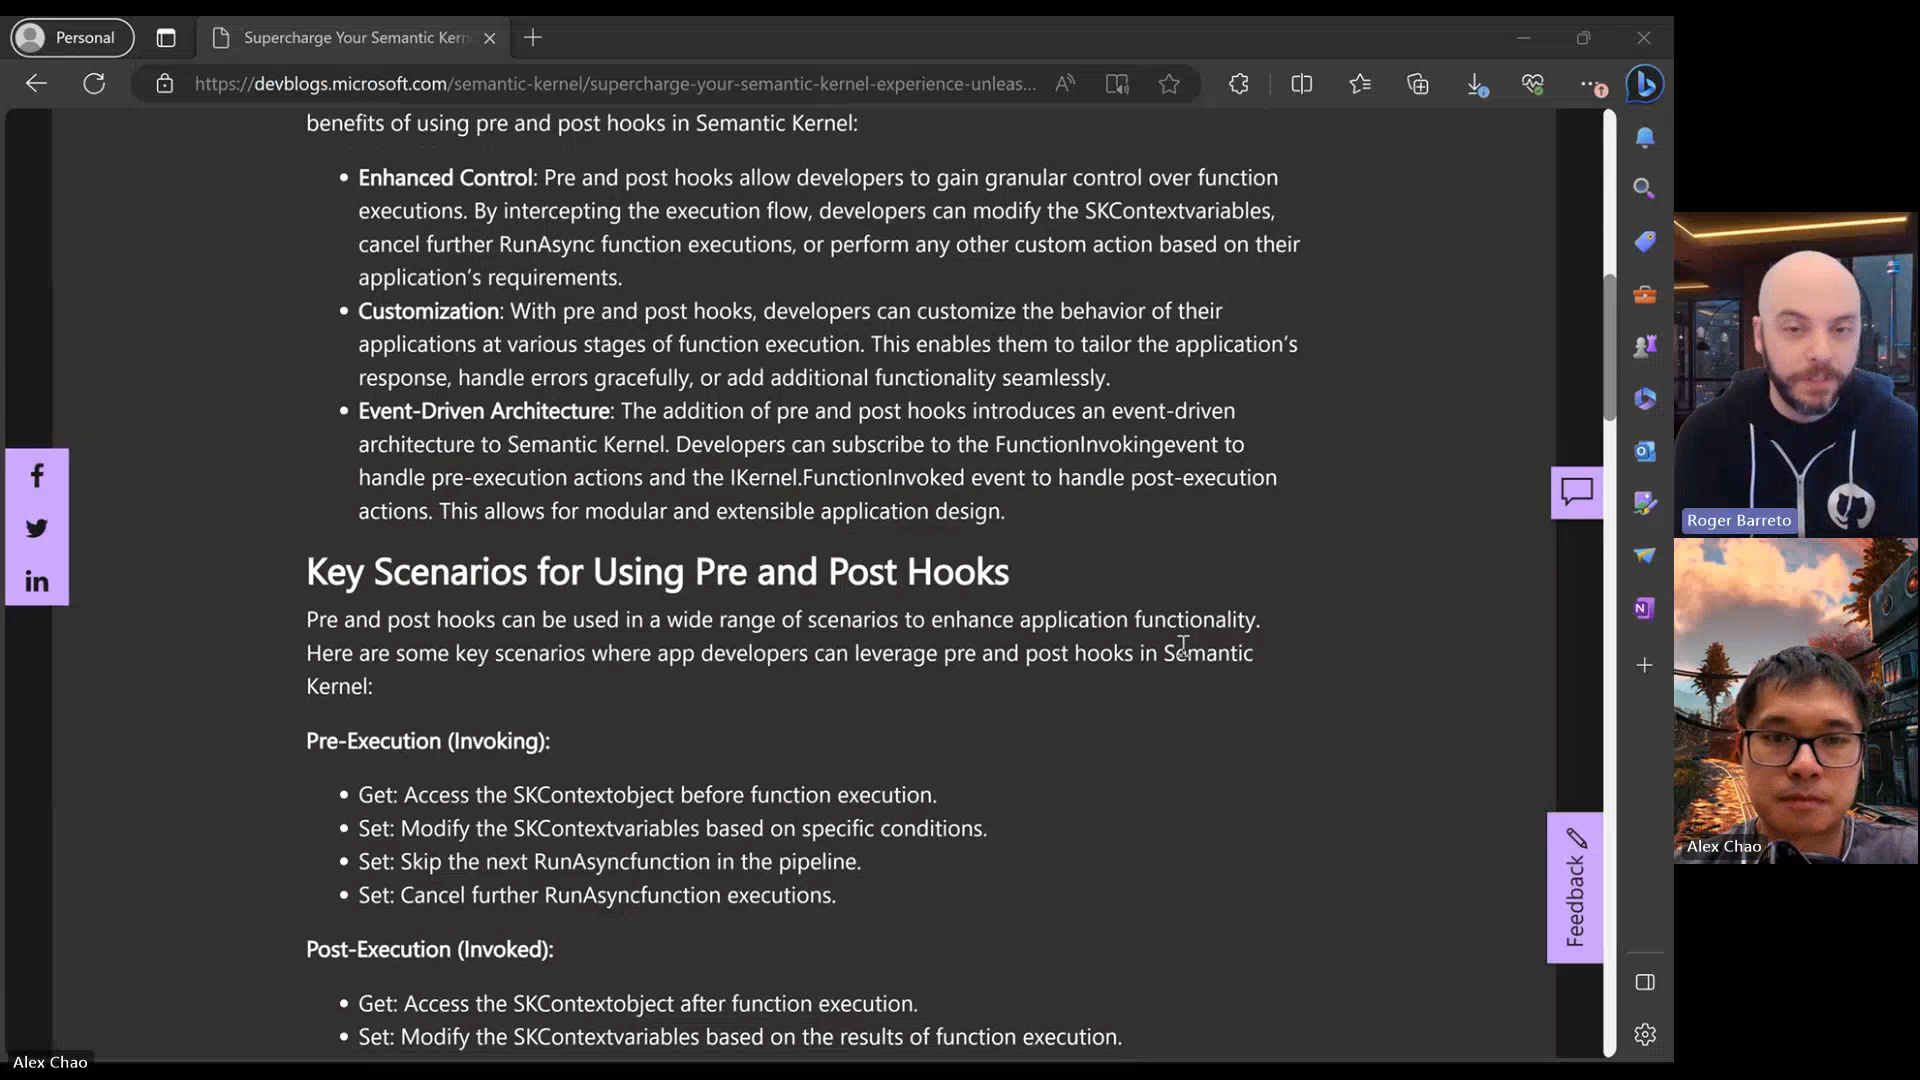 Personal
Supercharge Your Semantic Kern
https://devblogs.microsoft.com/semantic-kernel/supercharge-your-semantic-kernel-experience-unleas...
benefits of using pre and post hooks in Semantic Kernel:
• Enhanced Control: Pre and post hooks allow developers to gain granular control over function
executions. By intercepting the execution flow, developers can modify the SKContextvariables,
cancel further RunAsync function executions, or perform any other custom action based on their
application’s requirements.
• Customization: With pre and post hooks, developers can customize the behavior of their
applications at various stages of function execution. This enables them to tailor the application’s
response, handle errors gracefully, or add additional functionality seamlessly.
• Event-Driven Architecture: The addition of pre and post hooks introduces an event-driven
architecture to Semantic Kernel. Developers can subscribe to the FunctionInvokingevent to
handle pre-execution actions and the IKernel.FunctionInvoked event to handle post-execution
actions. This allows for modular and extensible application design.
Key Scenarios for Using Pre and Post Hooks
Pre and post hooks can be used in a wide range of scenarios to enhance application functionality.
Here are some key scenarios where app developers can leverage pre and post hooks in Semantic
Kernel:
Pre-Execution (Invoking):
• Get: Access the SKContextobject before function execution.
• Set: Modify the SKContextvariables based on specific conditions.
• Set: Skip the next RunAsyncfunction in the pipeline.
• Set: Cancel further RunAsyncfunction executions.
Post-Execution (Invoked):
• Get: Access the SKContextobject after function execution.
• Set: Modify the SKContextvariables based on the results of function execution.
Feedback
Roger Barreto
Alex Chao
Alex Chao